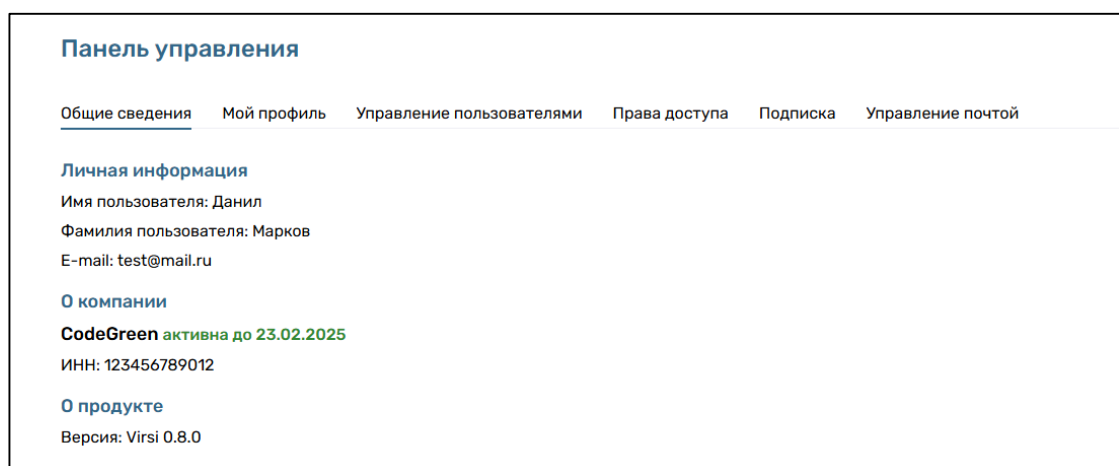 Панель управления
Общие сведения Мой профиль Управление пользователями Права доступа Подписка Управление почтой
Личная информация
Имя пользователя: Данил
Фамилия пользователя: Марков
E-mail: test@mail.ru
О компании
CodeGreen активна до 23.02.2025
ИНН: 123456789012
О продукте
Версия: Virsi 0.8.0